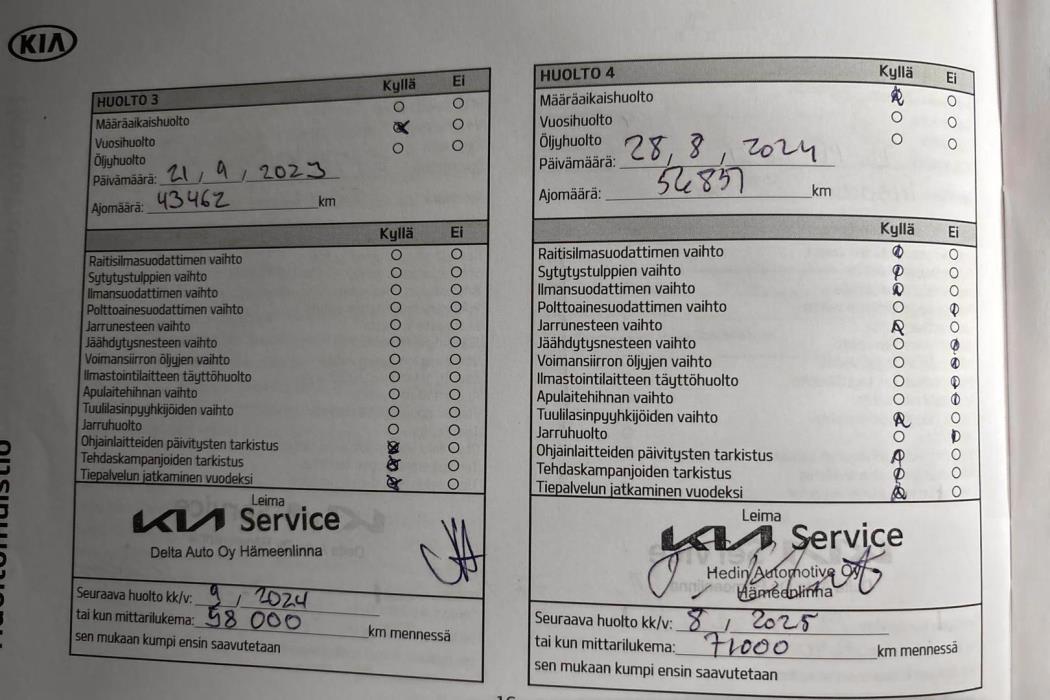 KIA
HUOLTO 3 Kyllä Ei
Määräaikaishuolto
Vuosihuolto
Öljyhuolto
Päivämäärä: 21, 9, 2023
Ajomäärä: 43462 km
Kyllä Ei
Raitisilmasuodattimen vaihto
Sytytystulppien vaihto
Ilmansuodattimen vaihto
Polttoainesuodattimen vaihto
Jarrunesteen vaihto
Jäähdytysnesteen vaihto
Voimansiirron öljyjen vaihto
Ilmastointilaitteen täyttöhuolto
Apulaitehihnan vaihto
Tuulilasinpyyhkijöiden vaihto
Jarruhuolto
Ohjainlaitteiden päivitysten tarkistus
Tehdaskampanjoiden tarkistus
Tiepalvelun jatkaminen vuodeksi
Leima
KIA Service
Delta Auto Oy Hämeenlinna
Seuraava huolto kk/v: 9, 2024
tai kun mittarilukema: 58 000 km mennessä
sen mukaan kumpi ensin saavutetaan
HUOLTO 4 Kyllä Ei
Määräaikaishuolto
Vuosihuolto
Öljyhuolto
Päivämäärä: 28, 8, 2024
Ajomäärä: km
Kyllä Ei
Raitisilmasuodattimen vaihto
Sytytystulppien vaihto
Ilmansuodattimen vaihto
Polttoainesuodattimen vaihto
Jarrunesteen vaihto
Jäähdytysnesteen vaihto
Voimansiirron öljyjen vaihto
Ilmastointilaitteen täyttöhuolto
Apulaitehihnan vaihto
Tuulilasinpyyhkijöiden vaihto
Jarruhuolto
Ohjainlaitteiden päivitysten tarkistus
Tehdaskampanjoiden tarkistus
Tiepalvelun jatkaminen vuodeksi
Leima
KIA Service
Hedin Automotive Oy
Hämeenlinna
Seuraava huolto kk/v: 8, 2025
tai kun mittarilukema: 71000 km mennessä
sen mukaan kumpi ensin saavutetaan